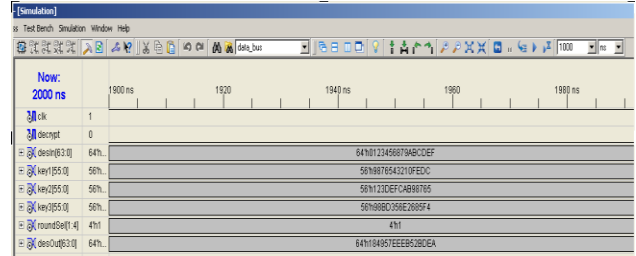 [Simulation]
ss Test Bench Simulation Window Help
data_bus 1000 ns
Now:
2000 ns
1900 ns 1920 1940 ns 1960 1980 ns
clk 1
decrypt 0
desIn[63:0] 64'h... 64'h0123456879ABCDEF
key1[55:0] 56'h... 56'h9876543210FEDC
key2[55:0] 56'h... 56'h123DEFCAB98765
key3[55:0] 56'h... 56'h98BD356E2685F4
roundSel[1:4] 4'h1 4'h1
desOut[63:0] 64'h... 64'h184957EEEB52BDEA